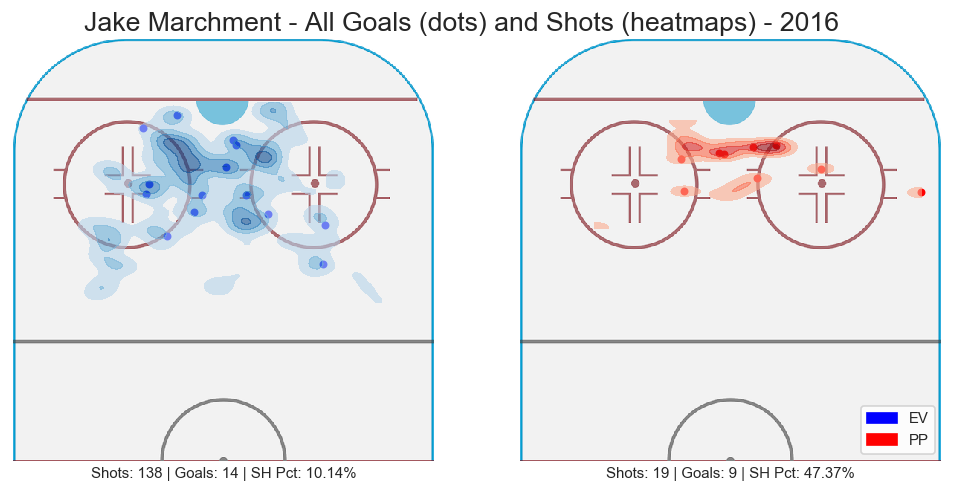 Jake Marchment - All Goals (dots) and Shots (heatmaps) - 2016
EV
PP
Shots: 138 | Goals: 14 | SH Pct: 10.14%
Shots: 19 | Goals: 9 | SH Pct: 47.37%